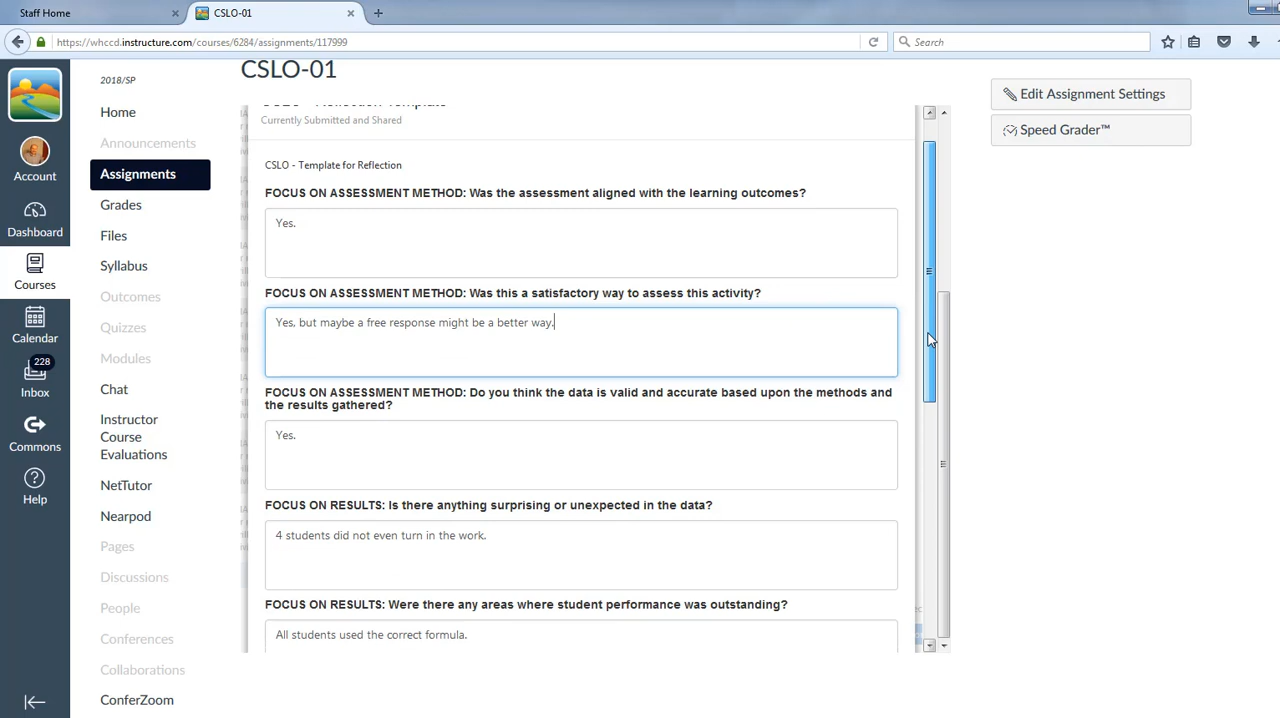 Staff Home
CSLO-01
https://whccd.instructure.com/courses/6284/assignments/117999
Search
2018/SP
Home
Announcements
Assignments
Grades
Files
Syllabus
Outcomes
Quizzes
Modules
Chat
Instructor
Course
Evaluations
NetTutor
Nearpod
Pages
Discussions
People
Conferences
Collaborations
ConferZoom
Account
Dashboard
Courses
Calendar
228
Inbox
Commons
Help
CSLO-01
Currently Submitted and Shared
CSLO - Template for Reflection
FOCUS ON ASSESSMENT METHOD: Was the assessment aligned with the learning outcomes?
Yes.
FOCUS ON ASSESSMENT METHOD: Was this a satisfactory way to assess this activity?
Yes, but maybe a free response might be a better way.
FOCUS ON ASSESSMENT METHOD: Do you think the data is valid and accurate based upon the methods and
the results gathered?
Yes.
FOCUS ON RESULTS: Is there anything surprising or unexpected in the data?
4 students did not even turn in the work.
FOCUS ON RESULTS: Were there any areas where student performance was outstanding?
All students used the correct formula.
Edit Assignment Settings
Speed Grader™